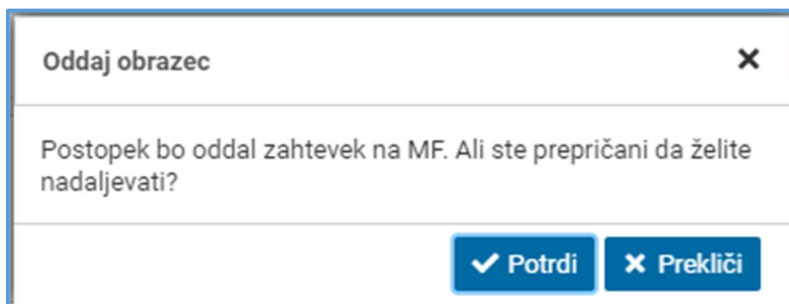 Oddaj obrazec
Postopek bo oddal zahtevek na MF. Ali ste prepričani da želite
nadaljevati?
Potrdi
Prekliči